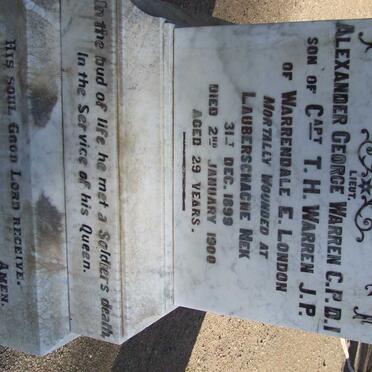 LIEUT.
ALEXANDER GEORGE WARREN C.P.D.I
SON OF CAPT T. H. WARREN J.P.
OF WARRENDALE E. LONDON
MORTALLY WOUNDED AT
LAUBERSCHACHE NEK
31ST DEC. 1899
DIED 2ND JANUARY 1900
AGED 29 YEARS.
In the bud of life he met a Soldier's death
In the Service of his Queen.
HIS SOUL GOOD LORD RECEIVE.
AMEN.